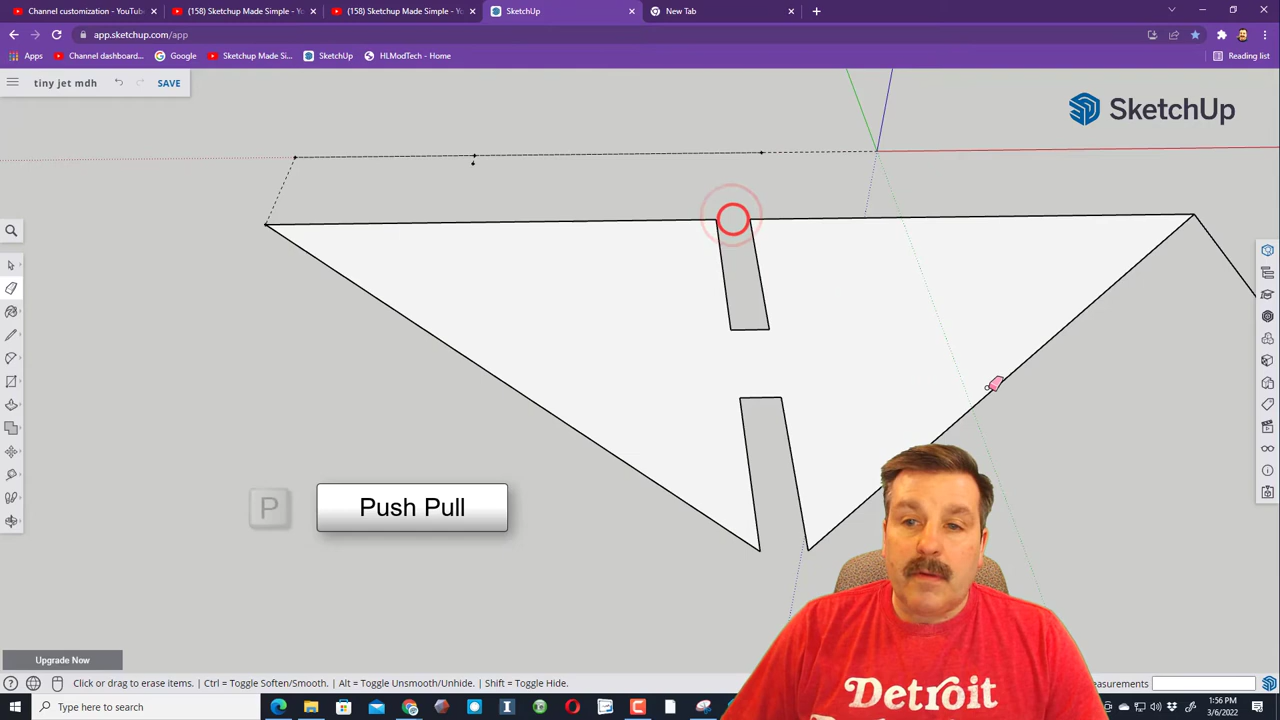 Channel customization - YouTu
(158) Sketchup Made Simple - Yo
(158) Sketchup Made Simple - Yo
SketchUp
New Tab
app.sketchup.com/app
Apps
Channel dashboard...
Google
Sketchup Made Si...
SketchUp
HLModTech - Home
Reading list
tiny jet mdh
SAVE
SketchUp
P
Push Pull
Upgrade Now
Click or drag to erase items. | Ctrl = Toggle Soften/Smooth. | Alt = Toggle Unsmooth/Unhide. | Shift = Toggle Hide.
easurements
Detroit
Type here to search
1:56 PM
3/6/2022